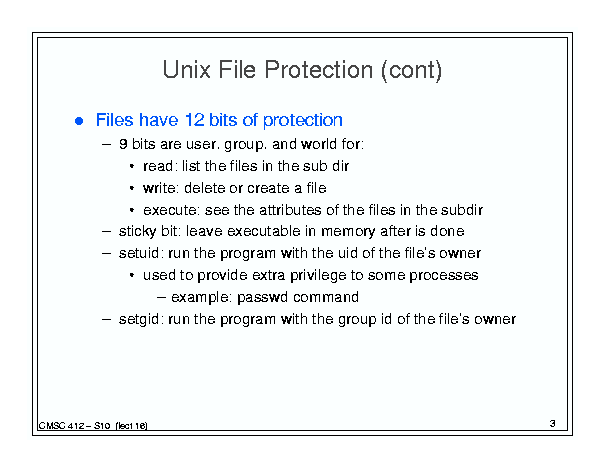 Unix File Protection (cont)
● Files have 12 bits of protection
– 9 bits are user, group, and world for:
• read: list the files in the sub dir
• write: delete or create a file
• execute: see the attributes of the files in the subdir
– sticky bit: leave executable in memory after is done
– setuid: run the program with the uid of the file's owner
• used to provide extra privilege to some processes
– example: passwd command
– setgid: run the program with the group id of the file's owner
CMSC 412 – S10 (lect 16)
3